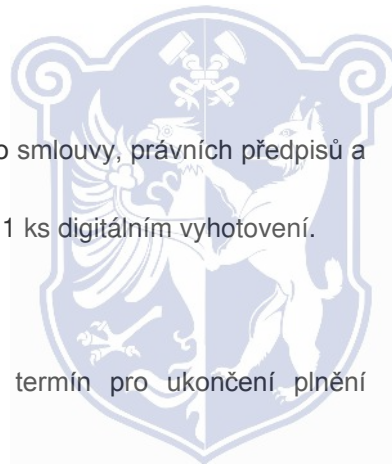 o smlouvy, právních předpisů a
1 ks digitálním vyhotovení.
termín pro ukončení plnění